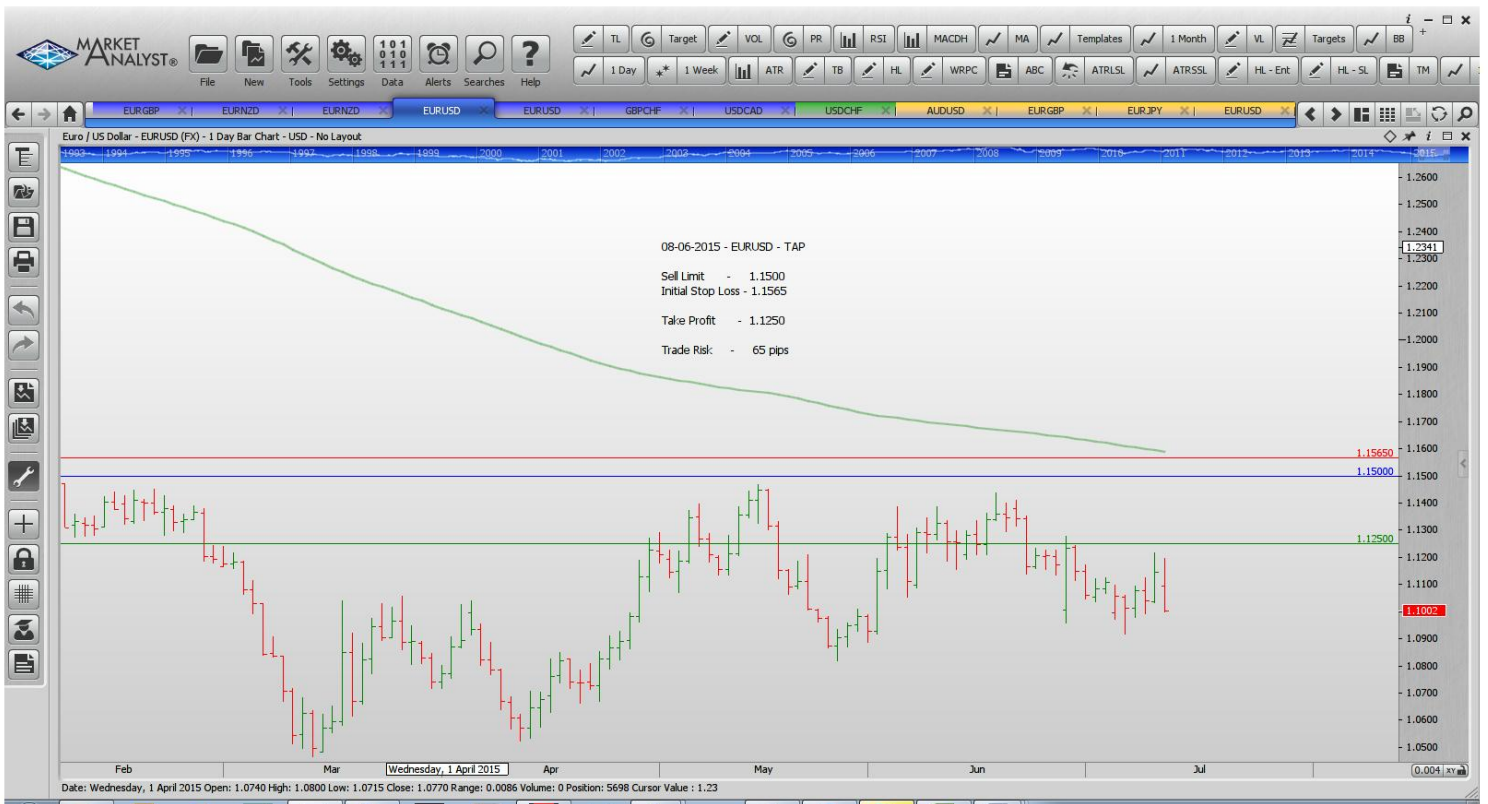 MARKET
ANALYST®
File New Tools Settings Data Alerts Searches Help
TL Target VOL PR RSI MACDH MA Templates 1 Month VL Targets BB
1 Day 1 Week ATR TB HL WRPC ABC ATRLSL ATRSSL HL - Ent HL - SL TM
EURGBP EURNZD EURNZD EURUSD EURUSD GBPCHF USDCAD USDCHF AUDUSD EURGBP EURJPY EURUSD
Euro / US Dollar - EURUSD (FX) - 1 Day Bar Chart - USD - No Layout
1993 1994 1995 1996 1997 1998 1999 2000 2001 2002 2003 2004 2005 2006 2007 2008 2009 2010 2011 2012 2013 2014 2015
1.2600
1.2500
1.2400
08-06-2015 - EURUSD - TAP
1.2341
1.2300
Sell Limit - 1.1500
1.2200
Initial Stop Loss - 1.1565
1.2100
Take Profit - 1.1250
1.2000
Trade Risk - 65 pips
1.1900
1.1800
1.1700
1.1600
1.15650
1.15000
1.1500
1.1400
1.1300
1.12500
1.1200
1.1100
1.1002
1.0900
1.0800
1.0700
1.0600
1.0500
Feb Mar Wednesday, 1 April 2015 Apr May Jun Jul 0.004 XY
Date: Wednesday, 1 April 2015 Open: 1.0740 High: 1.0800 Low: 1.0715 Close: 1.0770 Range: 0.0086 Volume: 0 Position: 5698 Cursor Value : 1.23